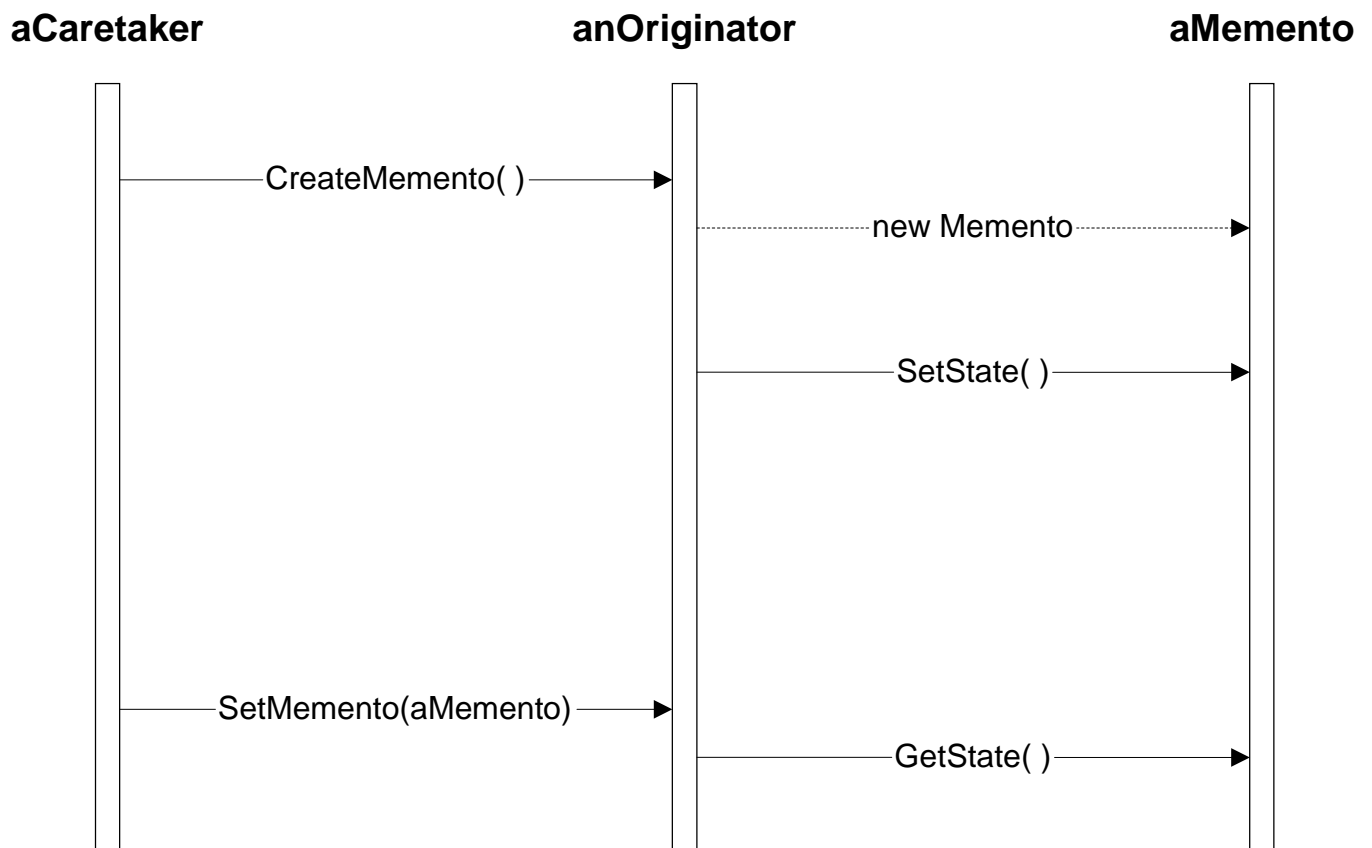 aCaretaker anOriginator aMemento
CreateMemento( )
new Memento
SetState( )
SetMemento(aMemento)
GetState( )